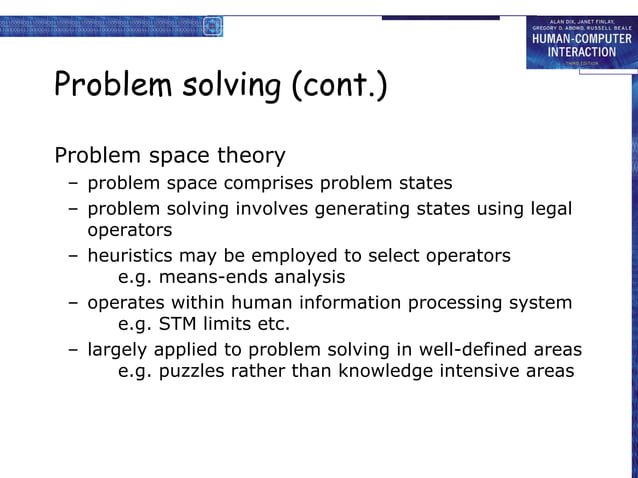 ALAN DIX, JANET FINLAY,
GREGORY D. ABOWD, RUSSELL BEALE
HUMAN-COMPUTER
INTERACTION
THIRD EDITION
Problem solving (cont.)
Problem space theory
– problem space comprises problem states
– problem solving involves generating states using legal
operators
– heuristics may be employed to select operators
e.g. means-ends analysis
– operates within human information processing system
e.g. STM limits etc.
– largely applied to problem solving in well-defined areas
e.g. puzzles rather than knowledge intensive areas